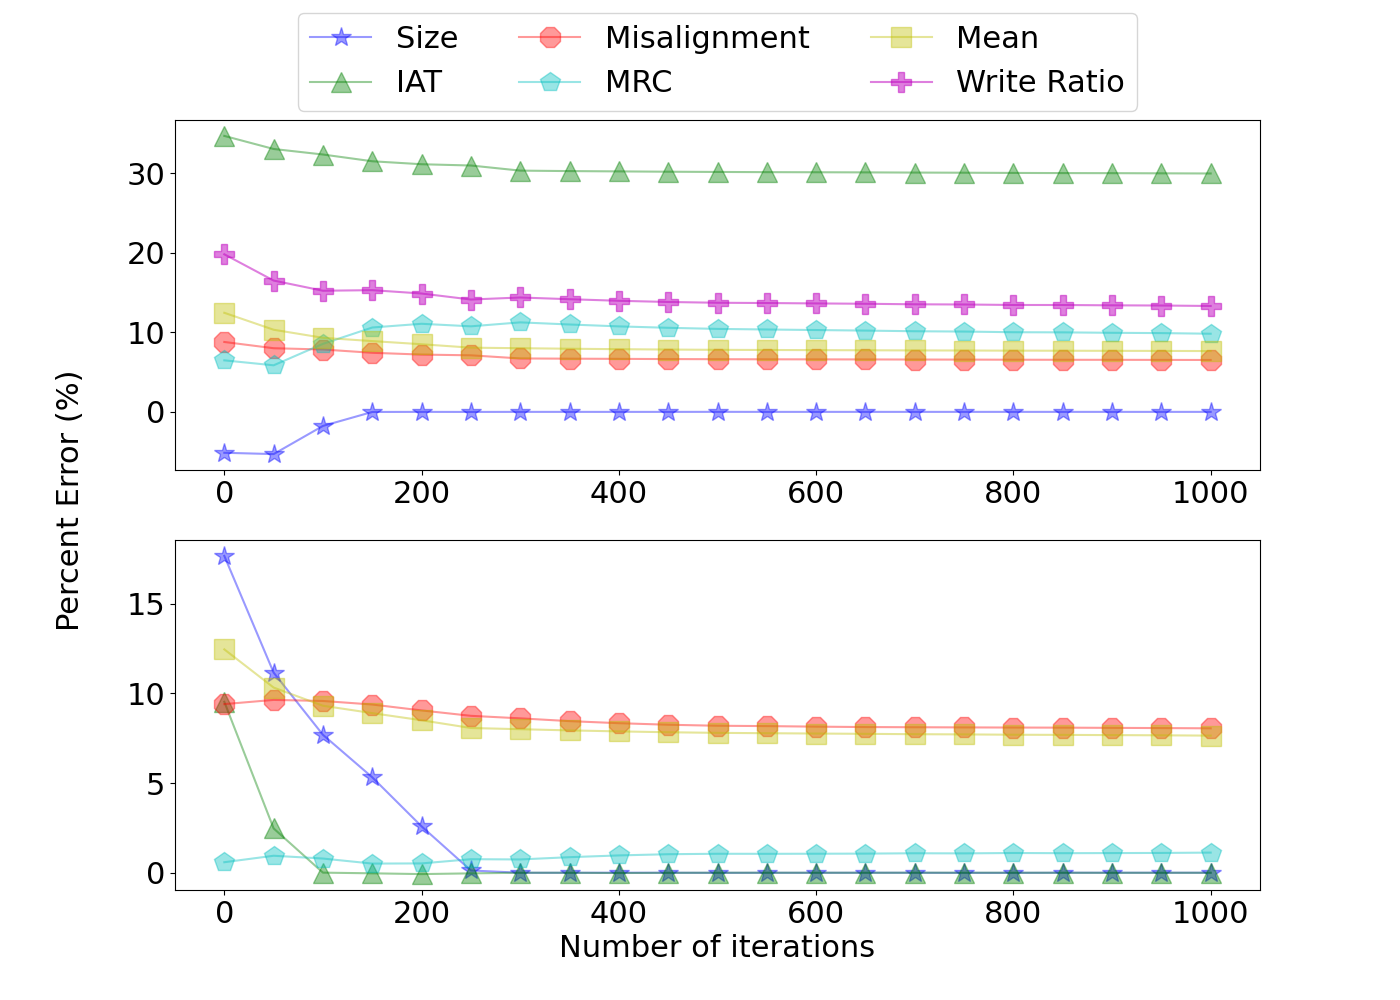 Size Misalignment Mean
IAT MRC Write Ratio
30
20
10
0
0 200 400 600 800 1000
Percent Error (%)
15
10
5
0
0 200 400 600 800 1000
Number of iterations